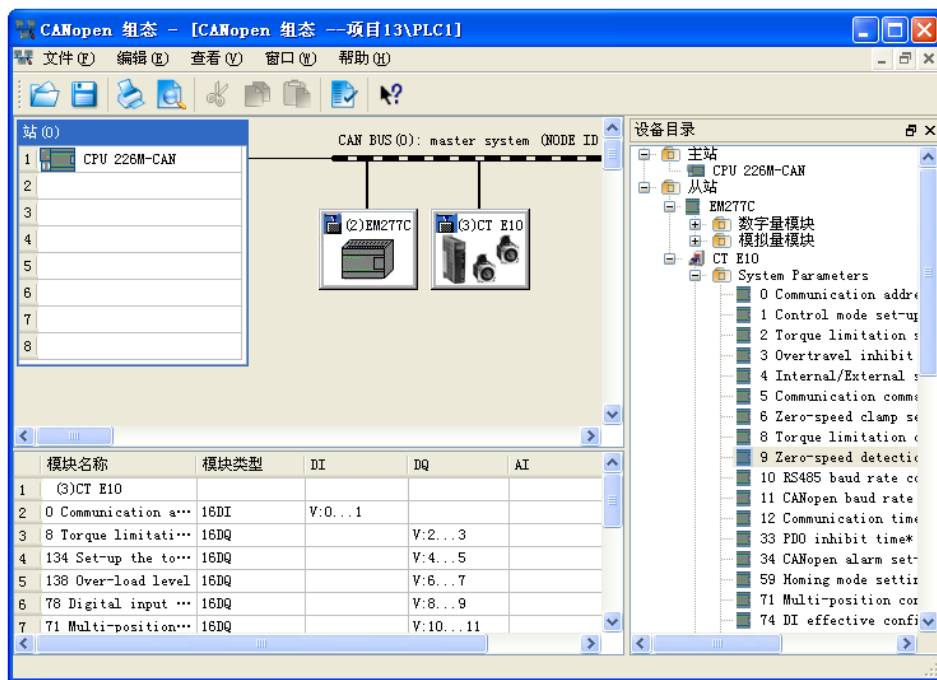 CANopen 组态 - [CANopen 组态 --项目13\PLC1]
文件(F) 编辑(E) 查看(V) 窗口(W) 帮助(H)
站(0)
1 CPU 226M-CAN
2
3
4
5
6
7
8
CAN BUS(0): master system (NODE ID
(2)EM277C
(3)CT E10
模块名称 模块类型 DI DQ AI
1 (3)CT E10
2 0 Communication a… 16DI V:0...1
3 8 Torque limitati… 16DQ V:2...3
4 134 Set-up the to… 16DQ V:4...5
5 138 Over-load level 16DQ V:6...7
6 78 Digital input … 16DQ V:8...9
7 71 Multi-position… 16DQ V:10...11
设备目录
主站
CPU 226M-CAN
从站
EM277C
数字量模块
模拟量模块
CT E10
System Parameters
0 Communication addre
1 Control mode set-up
2 Torque limitation s
3 Overtravel inhibit
4 Internal/External s
5 Communication comma
6 Zero-speed clamp se
8 Torque limitation c
9 Zero-speed detectic
10 RS485 baud rate co
11 CANopen baud rate
12 Communication time
33 PDO inhibit time*
34 CANopen alarm set-
59 Homing mode settin
71 Multi-position con
74 DI effective confi